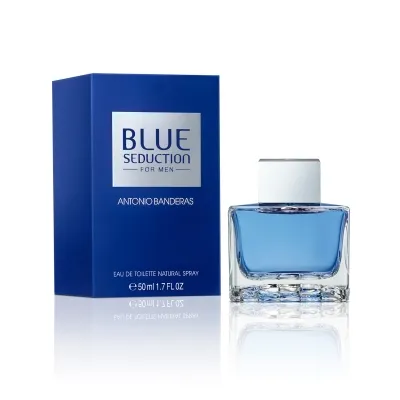 BLUE
SEDUCTION
FOR MEN
ANTONIO BANDERAS
EAU DE TOILETTE NATURAL SPRAY
℮ 50 ml 1.7 FL OZ